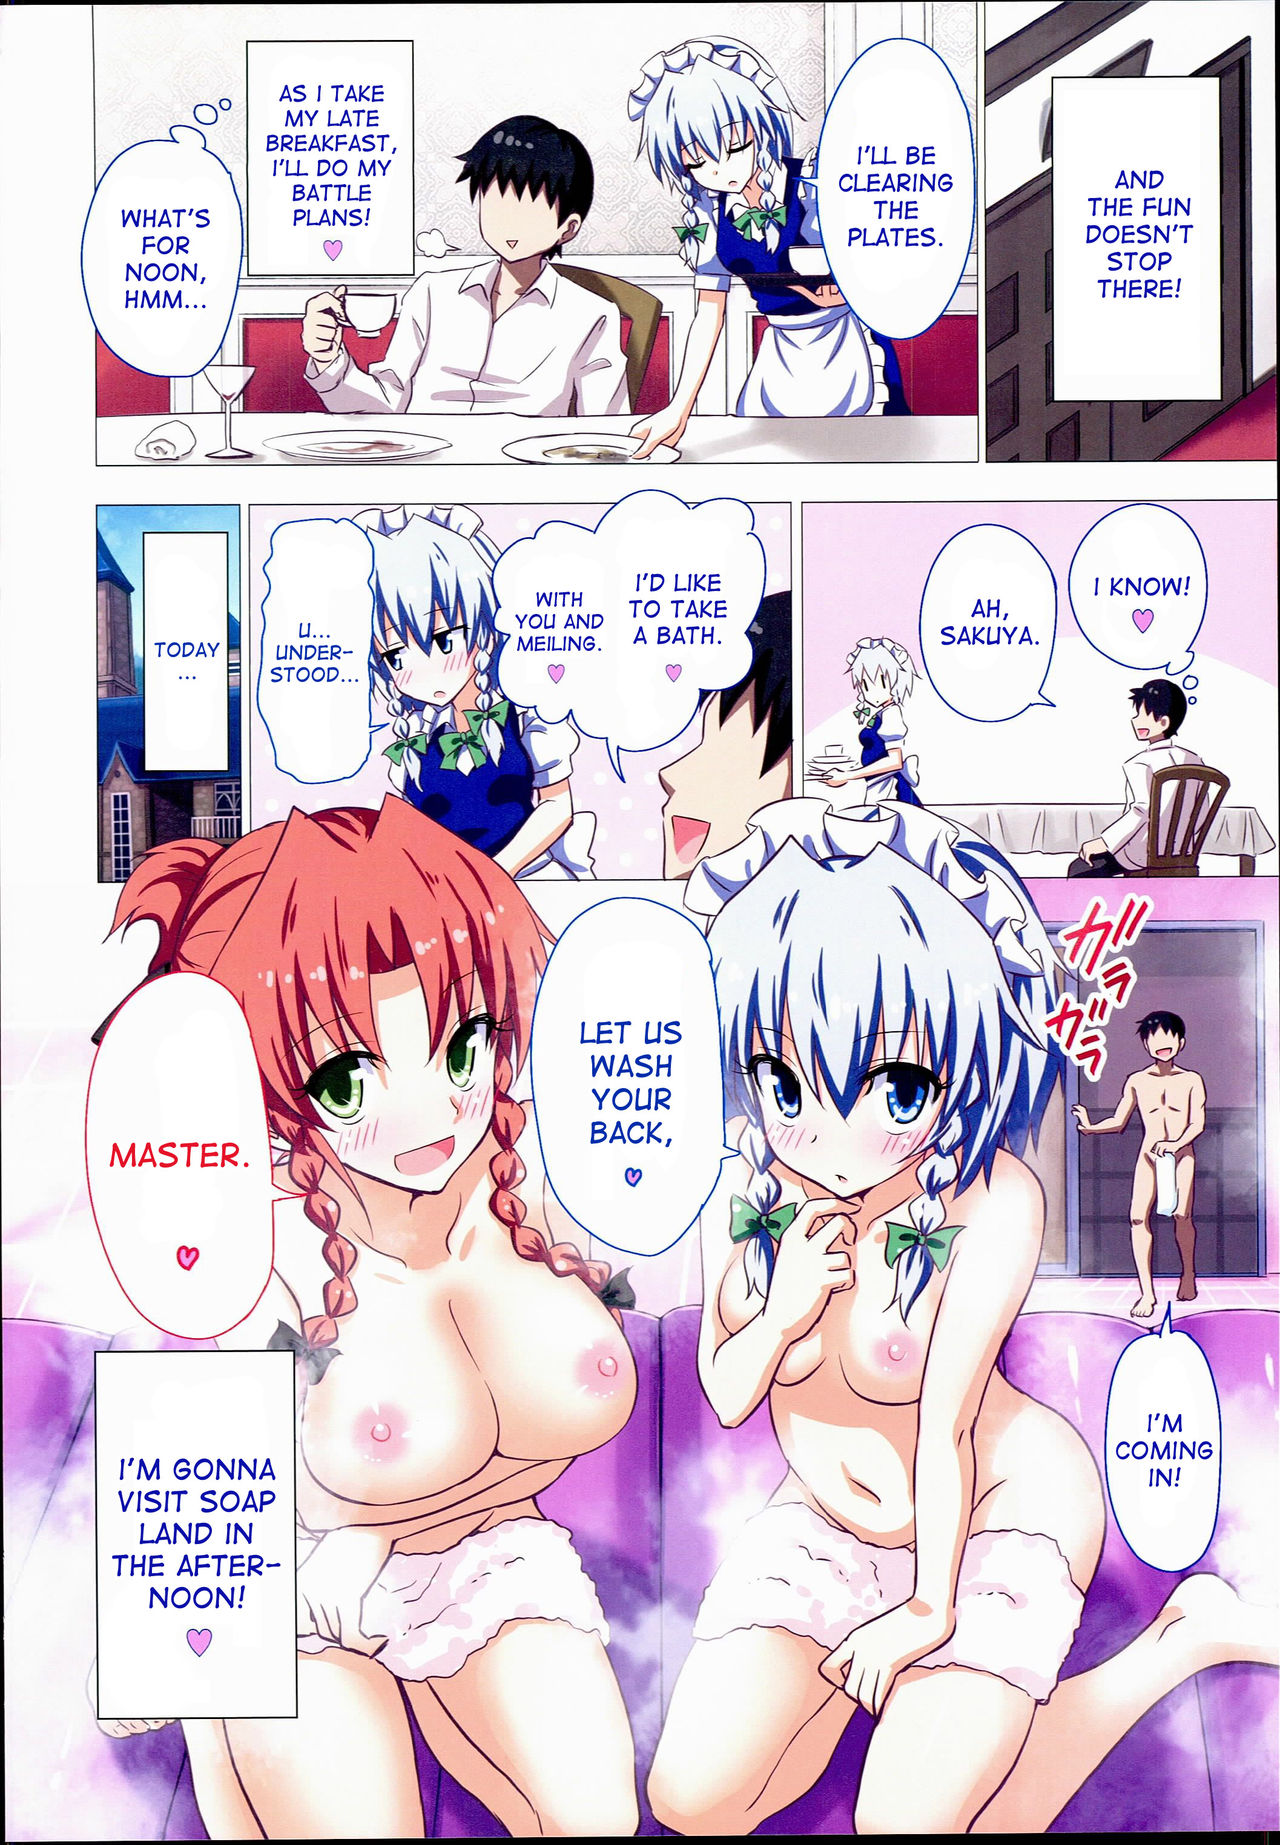 AND
THE FUN
DOESN'T
STOP
THERE!
I'LL BE
CLEARING
THE
PLATES.
AS I TAKE
MY LATE
BREAKFAST,
I'LL DO MY
BATTLE
PLANS!
♥
WHAT'S
FOR
NOON,
HMM...
I KNOW!
♥
AH,
SAKUYA.
I'D LIKE
TO TAKE
A BATH.
♥
WITH
YOU AND
MEILING.
♥
U...
UNDER-
STOOD...
TODAY
...
ガラ
ガラ
I'M
COMING
IN!
LET US
WASH
YOUR
BACK,
♥
MASTER.
♥
I'M GONNA
VISIT SOAP
LAND IN
THE AFTER-
NOON!
♥